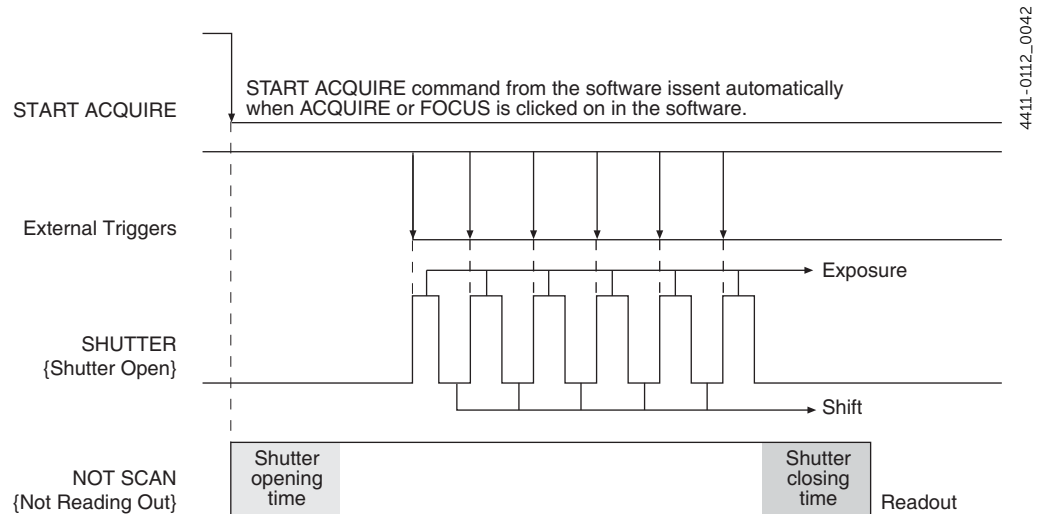 4411-0112_0042
START ACQUIRE command from the software issent automatically
when ACQUIRE or FOCUS is clicked on in the software.
START ACQUIRE
External Triggers
Exposure
SHUTTER
{Shutter Open}
Shift
NOT SCAN
{Not Reading Out}
Shutter
opening
time
Shutter
closing
time
Readout